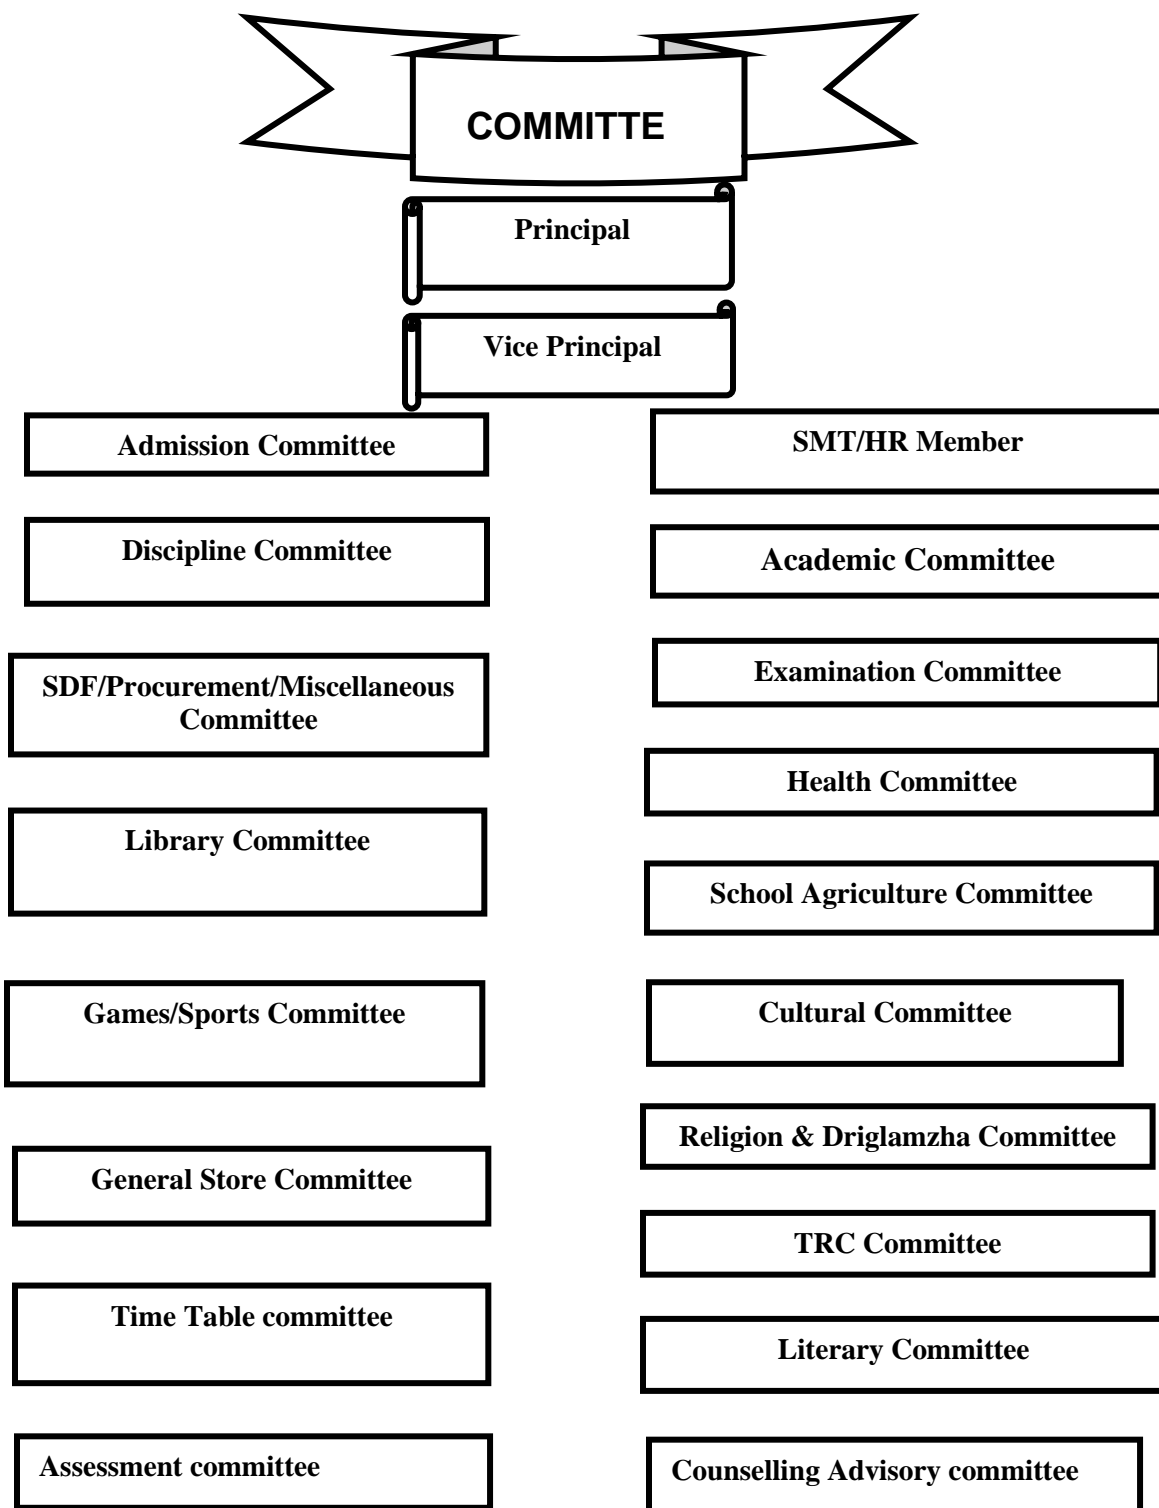 COMMITTE
Principal
Vice Principal
Admission Committee
SMT/HR Member
Discipline Committee
Academic Committee
SDF/Procurement/Miscellaneous
Committee
Examination Committee
Health Committee
Library Committee
School Agriculture Committee
Games/Sports Committee
Cultural Committee
Religion & Driglamzha Committee
General Store Committee
TRC Committee
Time Table committee
Literary Committee
Assessment committee
Counselling Advisory committee